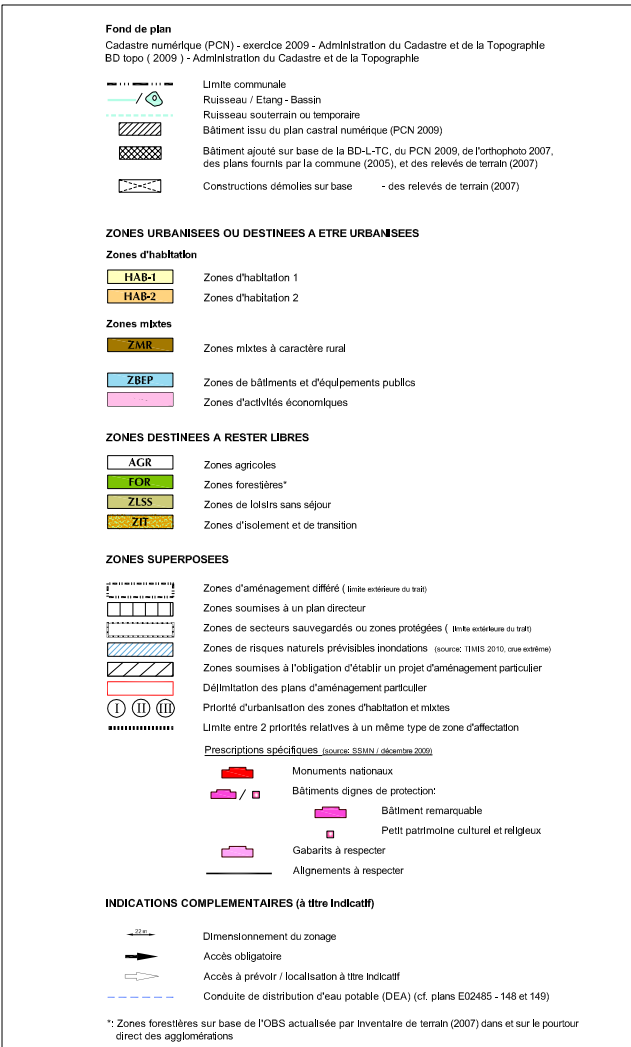 Fond de plan
Cadastre numérique (PCN) - exercice 2009 - Administration du Cadastre et de la Topographie
BD topo ( 2009 ) - Administration du Cadastre et de la Topographie
Limite communale
/ Ruisseau / Etang - Bassin
Ruisseau souterrain ou temporaire
Bâtiment issu du plan castral numérique (PCN 2009)
Bâtiment ajouté sur base de la BD-L-TC, du PCN 2009, de l'orthophoto 2007,
des plans fournis par la commune (2005), et des relevés de terrain (2007)
Constructions démolies sur base - des relevés de terrain (2007)
ZONES URBANISEES OU DESTINEES A ETRE URBANISEES
Zones d'habitation
HAB-1 Zones d'habitation 1
HAB-2 Zones d'habitation 2
Zones mixtes
ZMR Zones mixtes à caractère rural
ZBEP Zones de bâtiments et d'équipements publics
Zones d'activités économiques
ZONES DESTINEES A RESTER LIBRES
AGR Zones agricoles
FOR Zones forestières*
ZLSS Zones de loisirs sans séjour
ZIT Zones d'isolement et de transition
ZONES SUPERPOSEES
Zones d'aménagement différé ( limite extérieure du trait)
Zones soumises à un plan directeur
Zones de secteurs sauvegardés ou zones protégées ( limite extérieure du trait)
Zones de risques naturels prévisibles inondations (source: TIMIS 2010, crue extrême)
Zones soumises à l'obligation d'établir un projet d'aménagement particulier
Délimitation des plans d'aménagement particulier
I II III Priorité d'urbanisation des zones d'habitation et mixtes
Limite entre 2 priorités relatives à un même type de zone d'affectation
Prescriptions spécifiques (source: SSMN / décembre 2009)
Monuments nationaux
/ Bâtiments dignes de protection:
Bâtiment remarquable
Petit patrimoine culturel et religieux
Gabarits à respecter
Alignements à respecter
INDICATIONS COMPLEMENTAIRES (à titre indicatif)
22 m Dimensionnement du zonage
Accès obligatoire
Accès à prévoir / localisation à titre indicatif
Conduite de distribution d'eau potable (DEA) (cf. plans E02485 - 148 et 149)
*: Zones forestières sur base de l'OBS actualisée par inventaire de terrain (2007) dans et sur le pourtour
direct des agglomérations